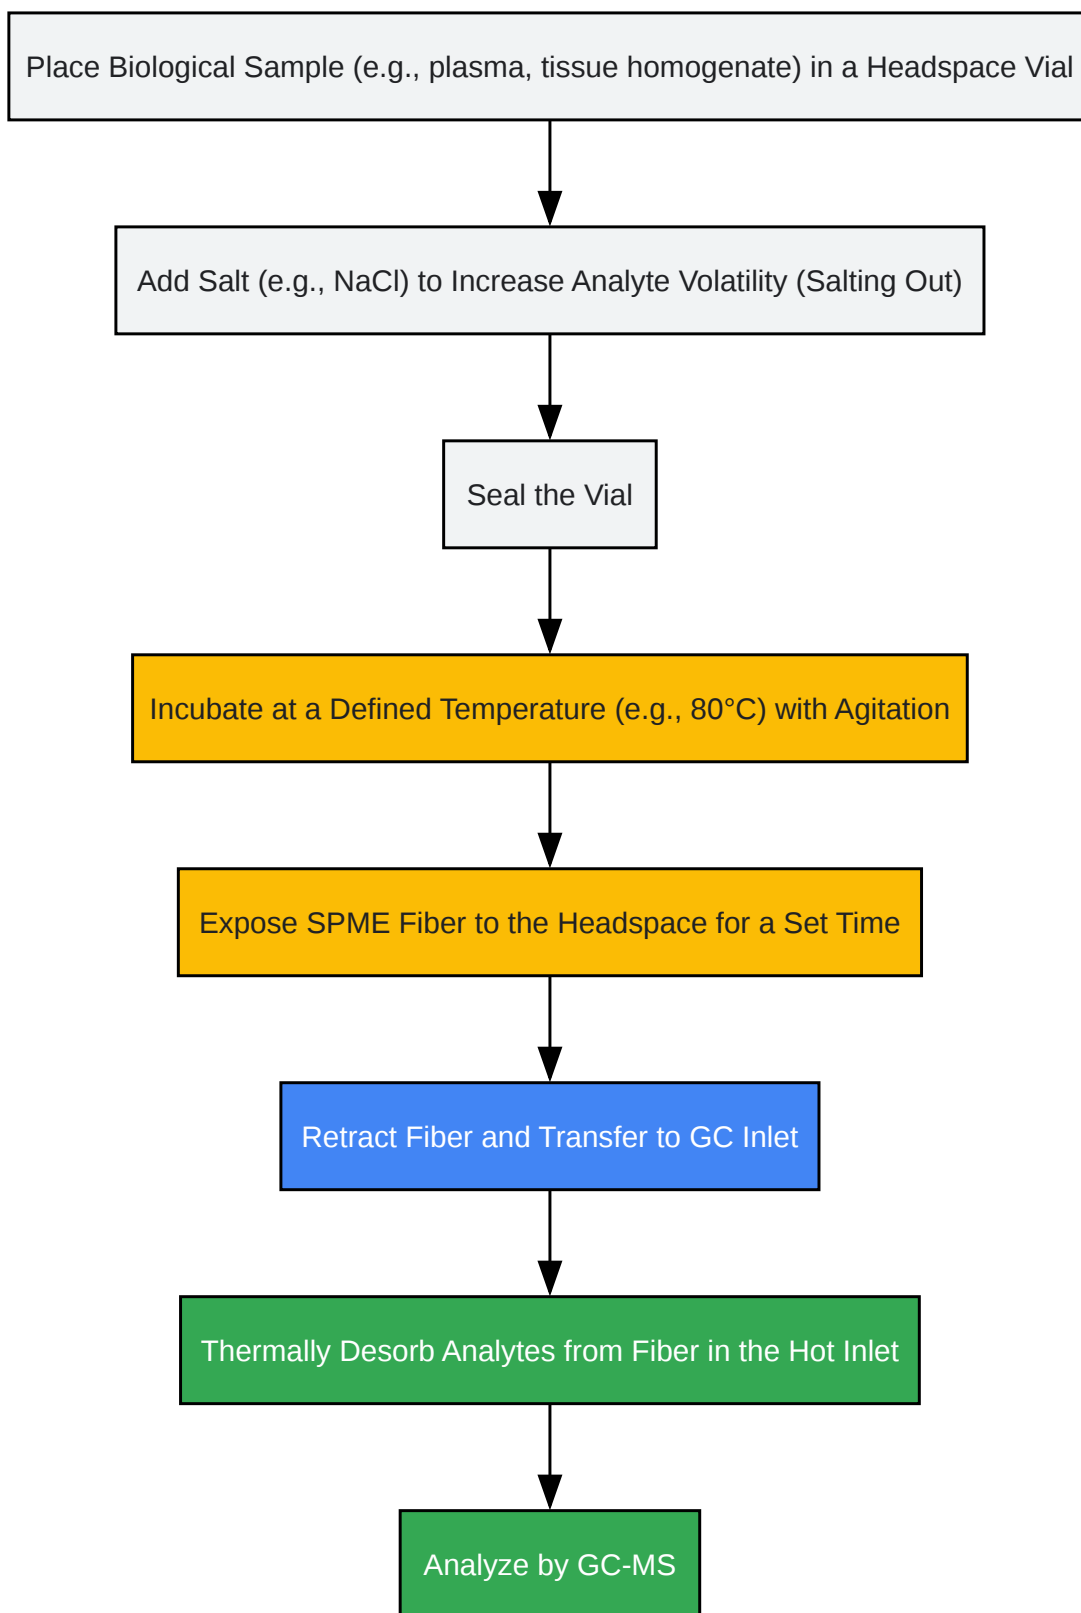 Place Biological Sample (e.g., plasma, tissue homogenate) in a Headspace Vial
Add Salt (e.g., NaCl) to Increase Analyte Volatility (Salting Out)
Seal the Vial
Incubate at a Defined Temperature (e.g., 80°C) with Agitation
Expose SPME Fiber to the Headspace for a Set Time
Retract Fiber and Transfer to GC Inlet
Thermally Desorb Analytes from Fiber in the Hot Inlet
Analyze by GC-MS